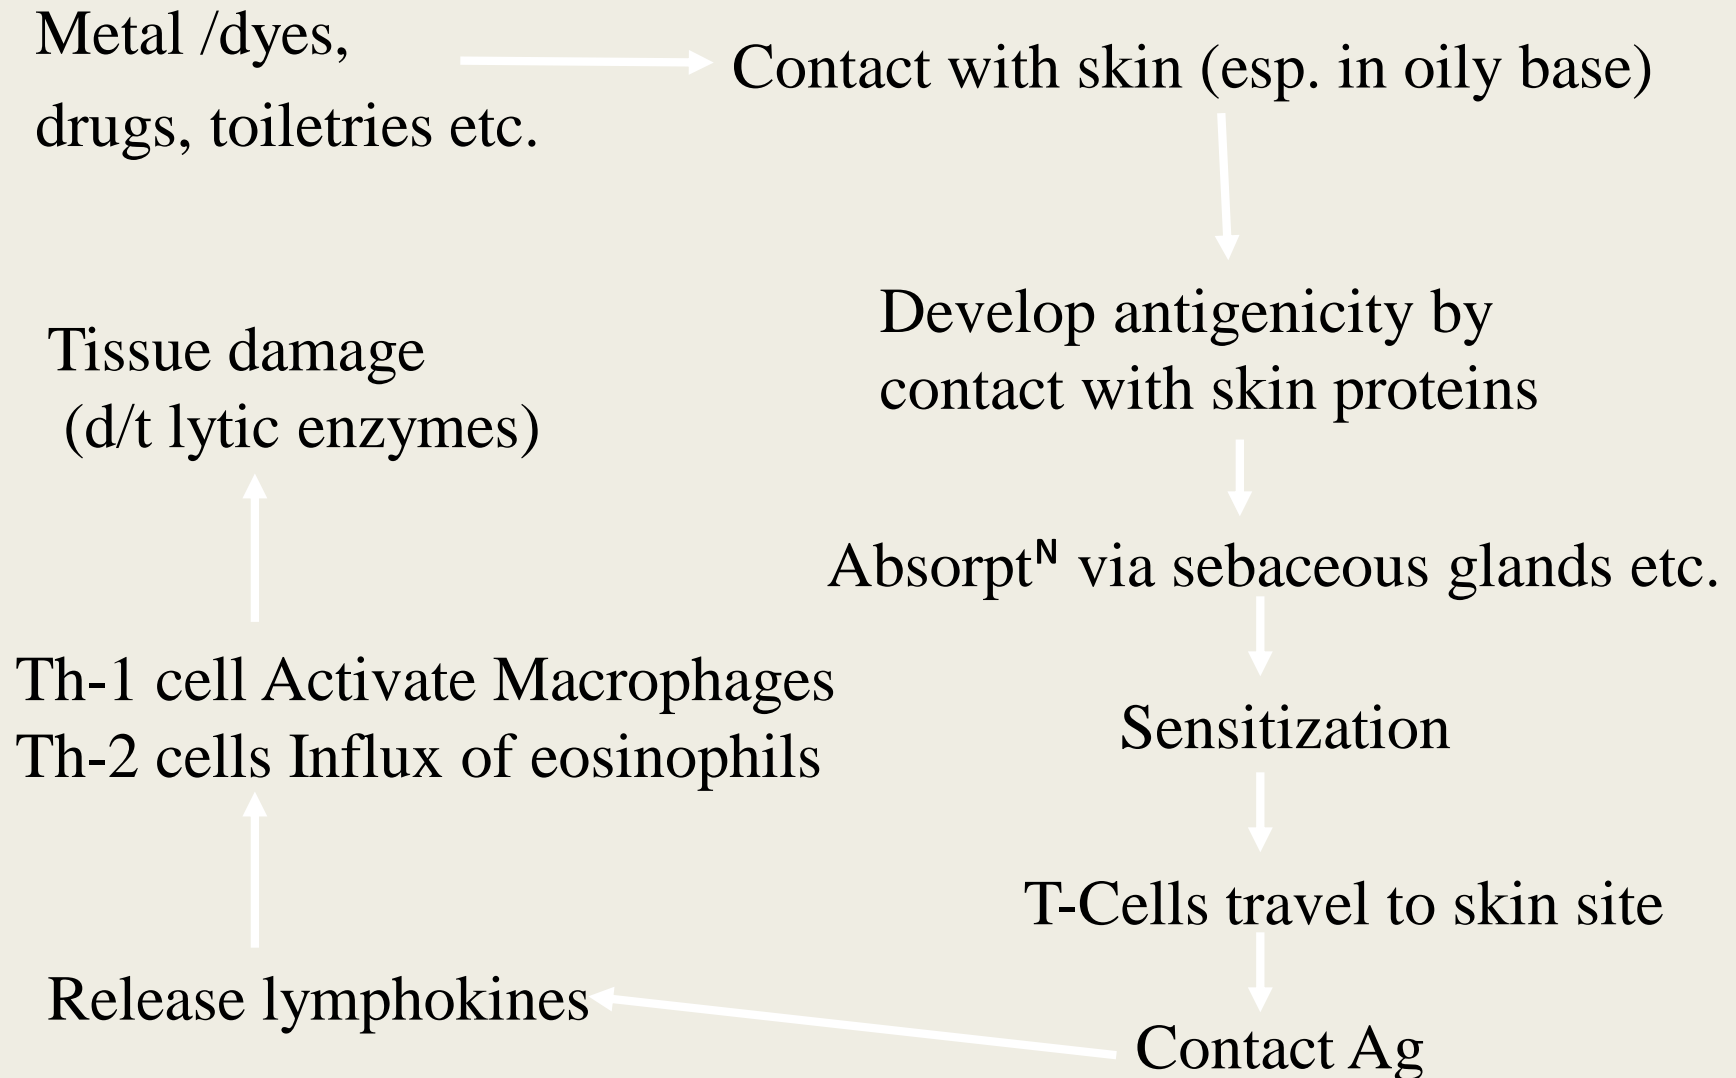 Metal /dyes,
drugs, toiletries etc.
Contact with skin (esp. in oily base)
Develop antigenicity by
contact with skin proteins
Absorptᴺ via sebaceous glands etc.
Sensitization
T-Cells travel to skin site
Contact Ag
Release lymphokines
Th-1 cell Activate Macrophages
Th-2 cells Influx of eosinophils
Tissue damage
(d/t lytic enzymes)